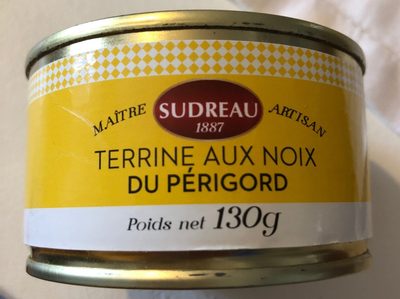 MAÎTRE SUDREAU ARTISAN
1887
TERRINE AUX NOIX
DU PÉRIGORD
Poids net 130g